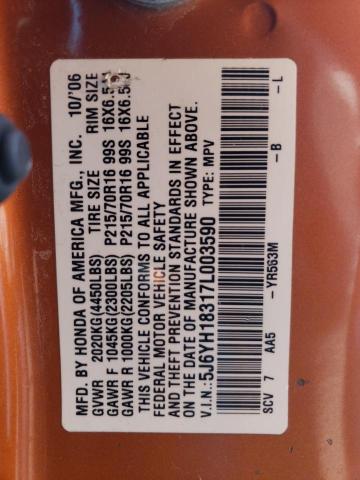 MFD. BY HONDA OF AMERICA MFG., INC. 10/'06
GVWR 2020KG(4450LBS) TIRE SIZE RIM SIZE
GAWR F 1045KG(2300LBS) P215/70R16 99S 16X6.5J
GAWR R 1000KG(2205LBS) P215/70R16 99S 16X6.5J
THIS VEHICLE CONFORMS TO ALL APPLICABLE
FEDERAL MOTOR VEHICLE SAFETY
AND THEFT PREVENTION STANDARDS IN EFFECT
ON THE DATE OF MANUFACTURE SHOWN ABOVE.
V.I.N.: 5J6YH18317L003590 TYPE: MPV
SCV 7 AA5 - YR563M -B -L